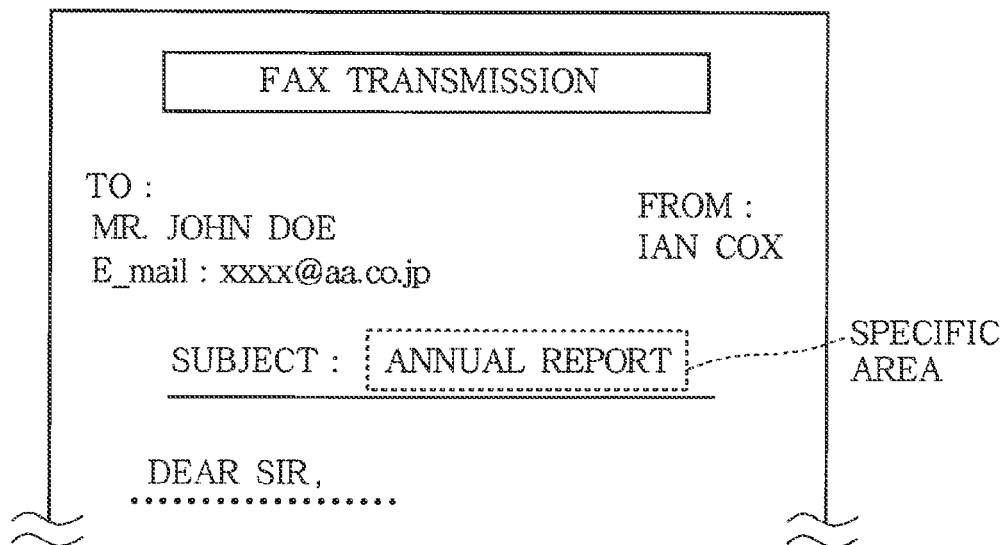 FAX TRANSMISSION
TO :
MR. JOHN DOE
E_mail : xxxx@aa.co.jp
FROM :
IAN COX
SUBJECT : ANNUAL REPORT
SPECIFIC
AREA
DEAR SIR,